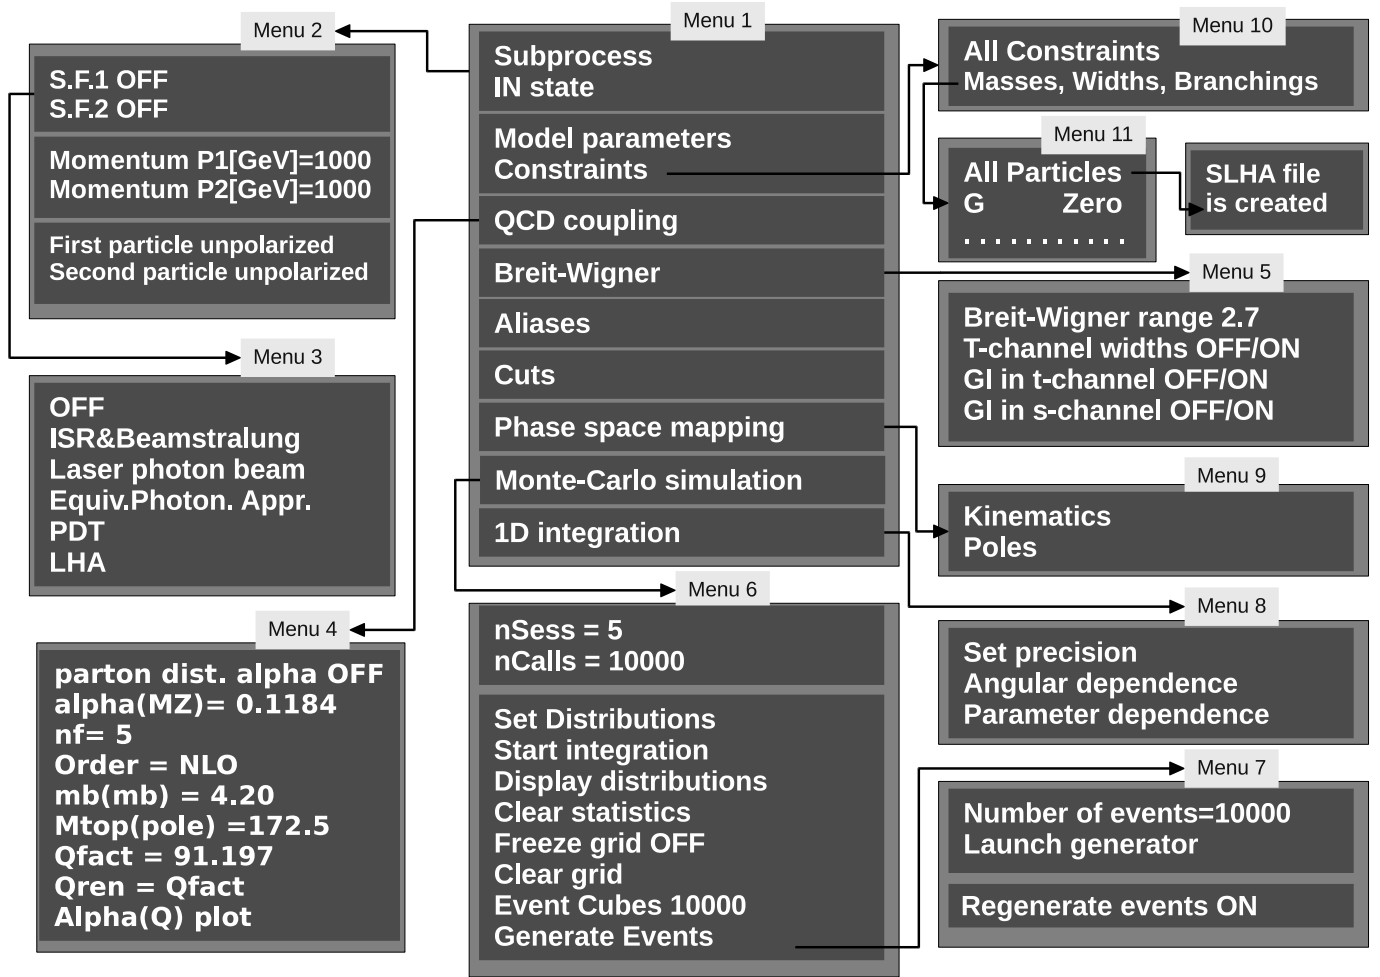 Menu 1
Subprocess
IN state
Model parameters
Constraints
QCD coupling
Breit-Wigner
Aliases
Cuts
Phase space mapping
Monte-Carlo simulation
1D integration
Menu 2
S.F.1 OFF
S.F.2 OFF
Momentum P1[GeV]=1000
Momentum P2[GeV]=1000
First particle unpolarized
Second particle unpolarized
Menu 3
OFF
ISR&Beamstralung
Laser photon beam
Equiv.Photon. Appr.
PDT
LHA
Menu 4
parton dist. alpha OFF
alpha(MZ)= 0.1184
nf= 5
Order = NLO
mb(mb) = 4.20
Mtop(pole) =172.5
Qfact = 91.197
Qren = Qfact
Alpha(Q) plot
Menu 6
nSess = 5
nCalls = 10000
Set Distributions
Start integration
Display distributions
Clear statistics
Freeze grid OFF
Clear grid
Event Cubes 10000
Generate Events
Menu 10
All Constraints
Masses, Widths, Branchings
Menu 11
All Particles
G Zero
. . . . . . . . . . .
SLHA file
is created
Menu 5
Breit-Wigner range 2.7
T-channel widths OFF/ON
GI in t-channel OFF/ON
GI in s-channel OFF/ON
Menu 9
Kinematics
Poles
Menu 8
Set precision
Angular dependence
Parameter dependence
Menu 7
Number of events=10000
Launch generator
Regenerate events ON